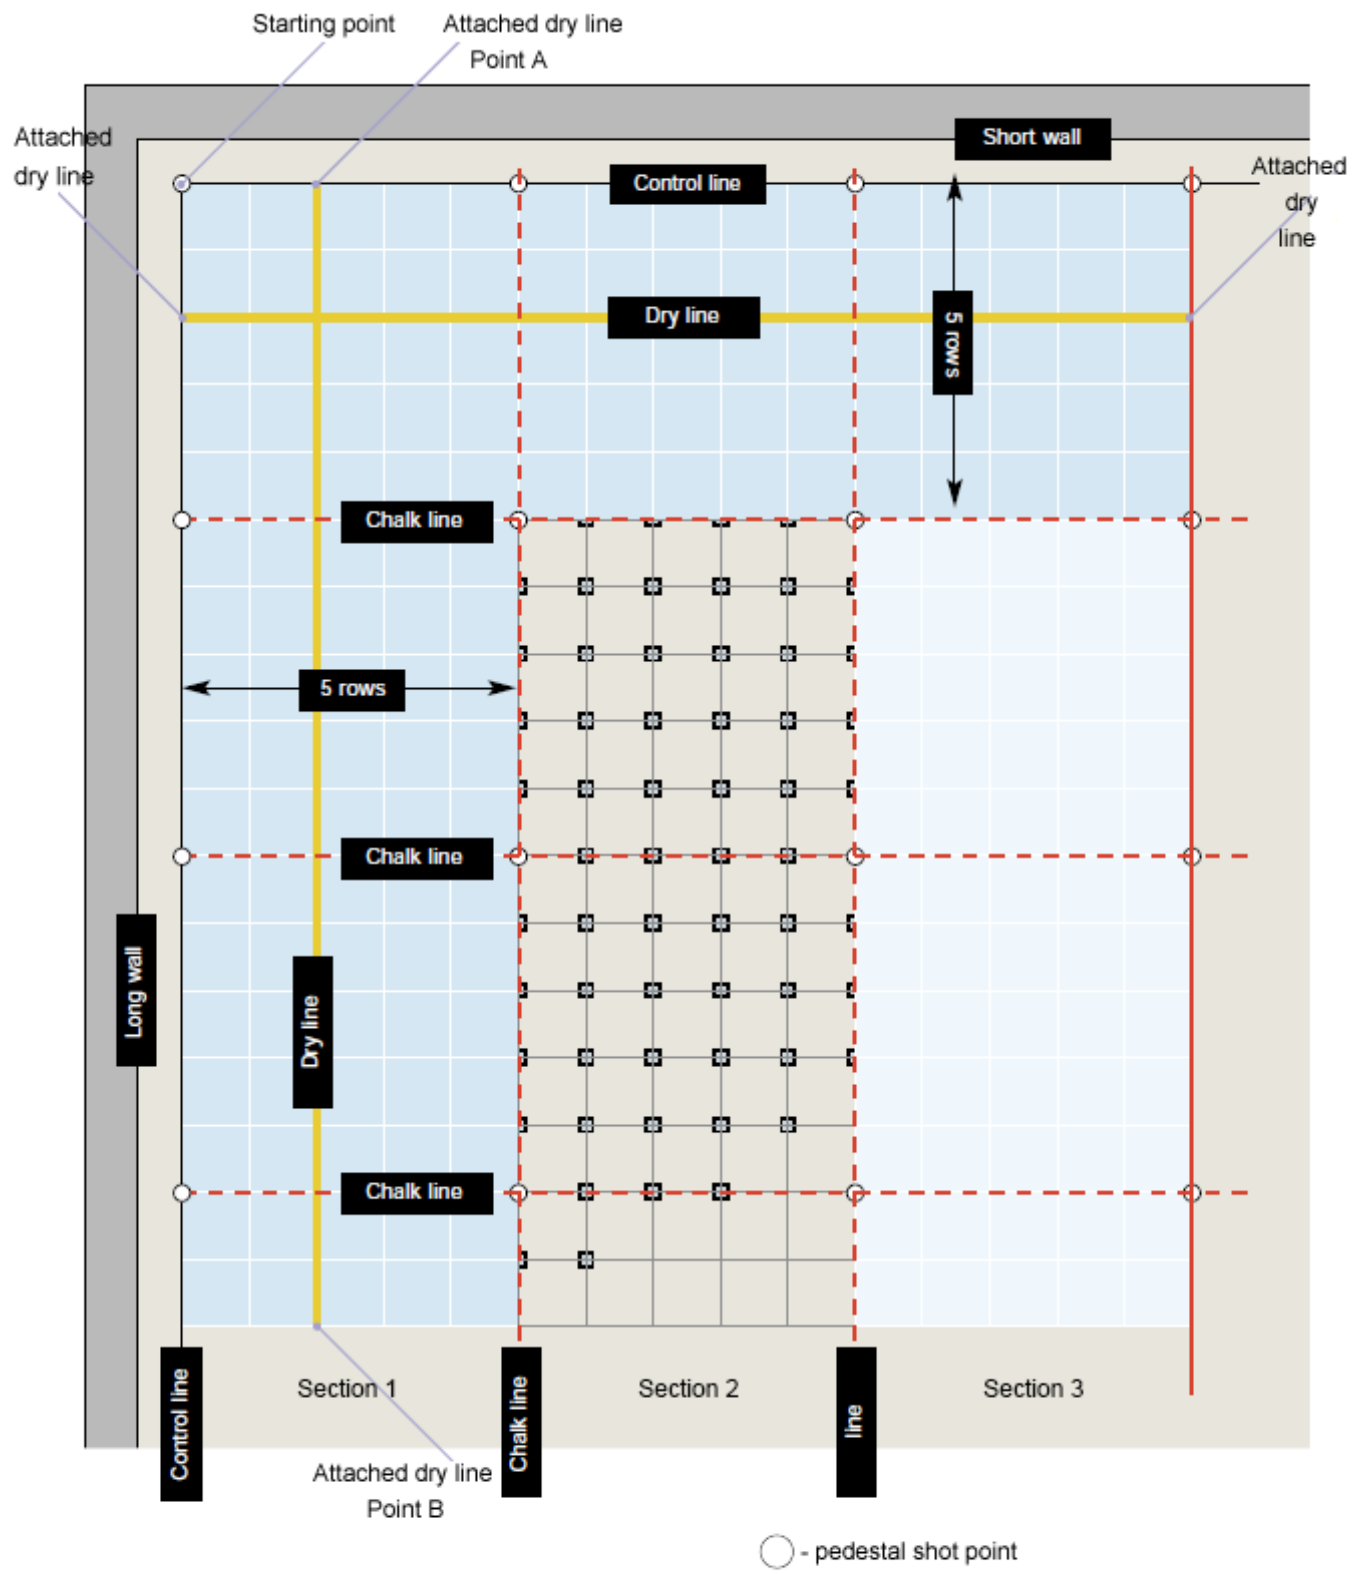 Starting point
Attached dry line
Point A
Attached
dry line
Short wall
Attached
dry
line
Control line
Dry line
5 rows
Chalk line
5 rows
Chalk line
Long wall
Dry line
Chalk line
Section 1
Section 2
Section 3
Control line
Chalk line
line
Attached dry line
Point B
- pedestal shot point